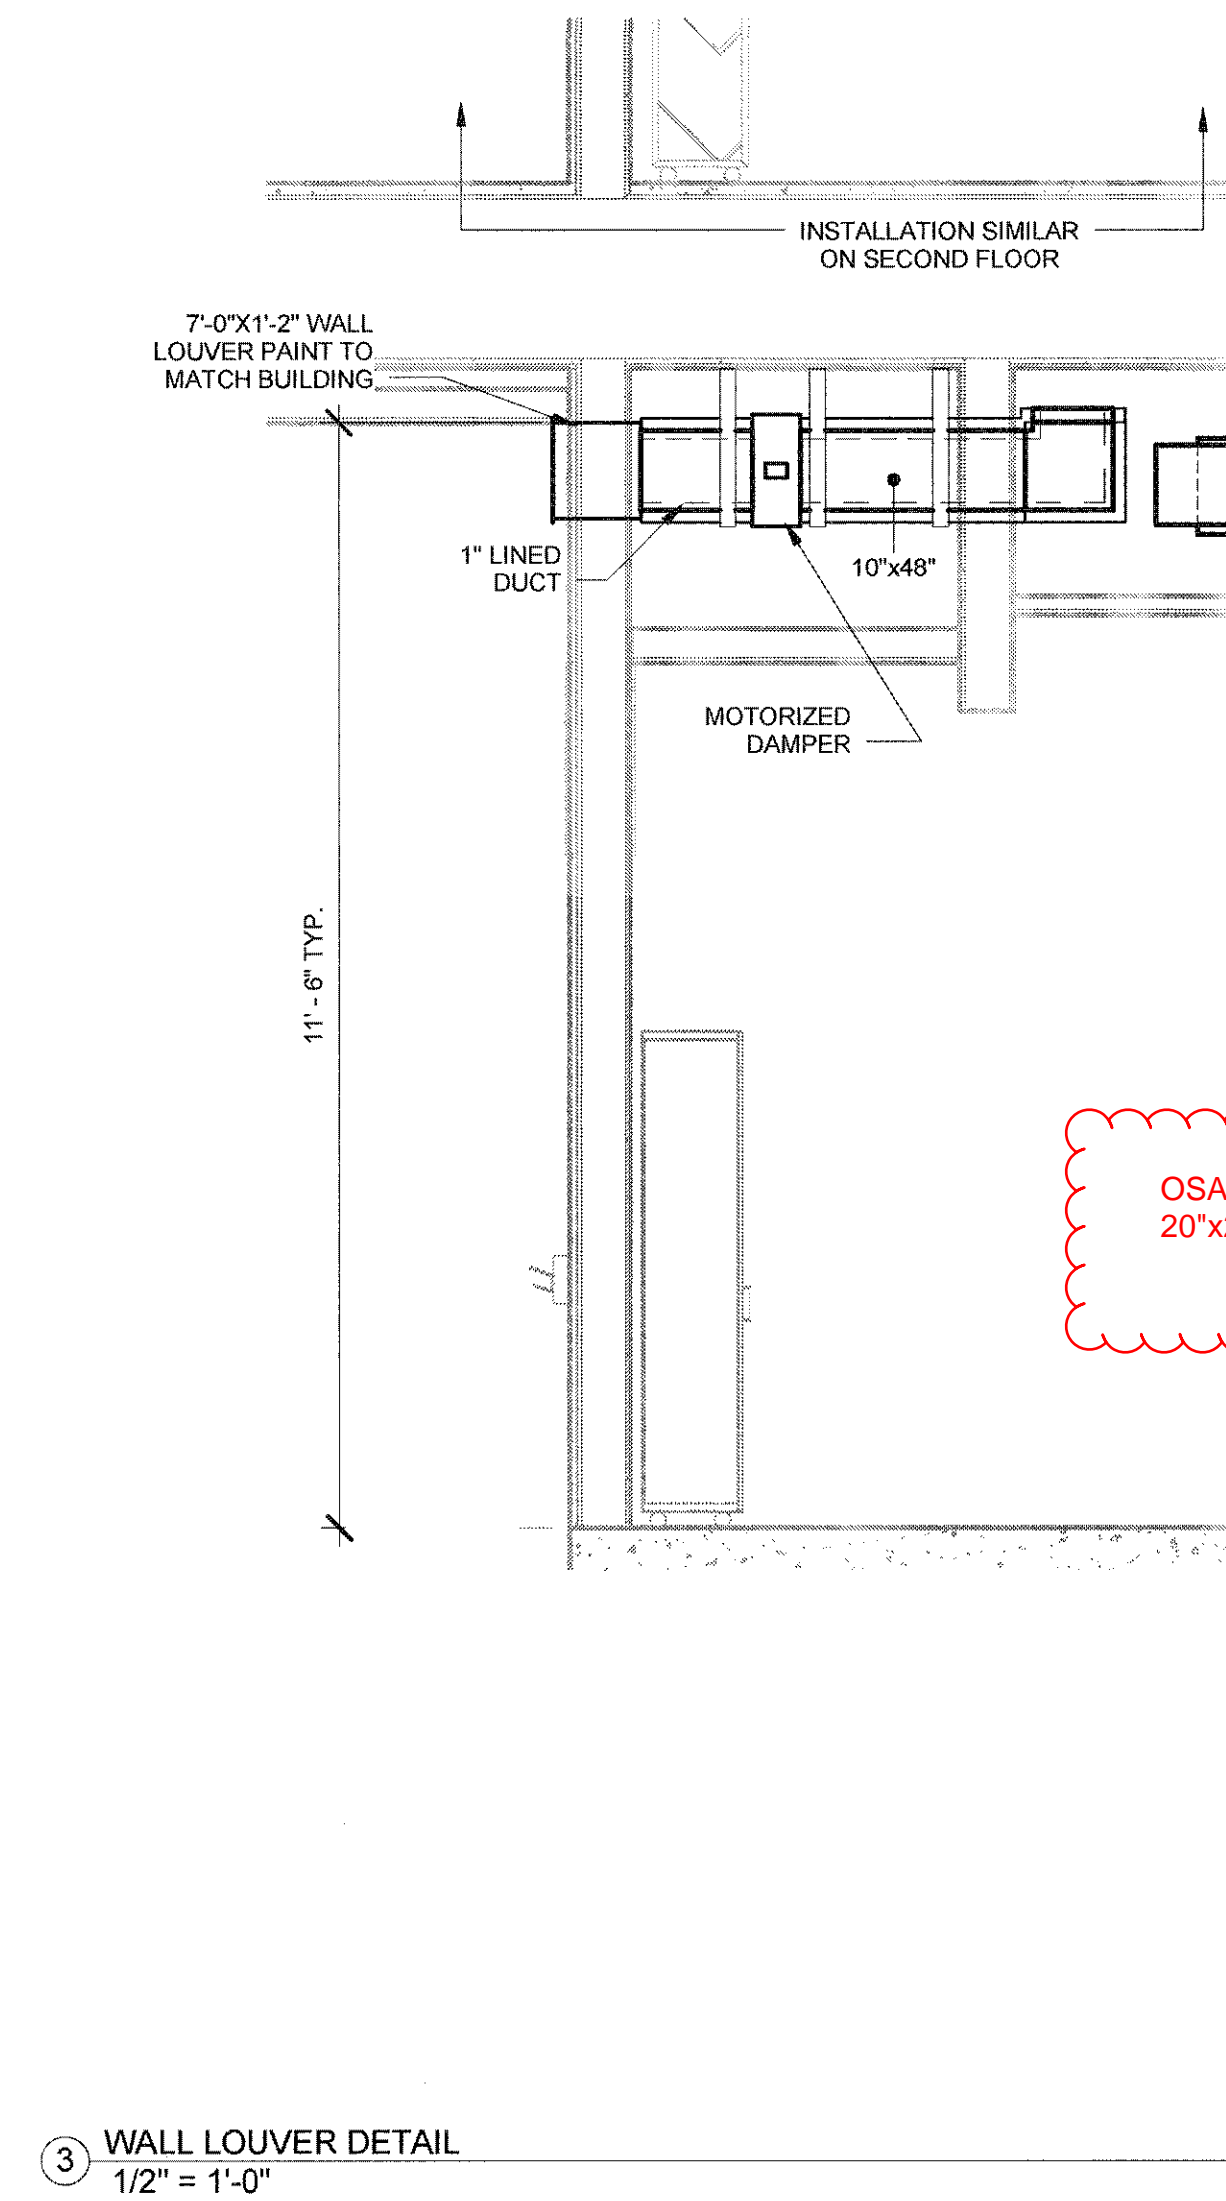 INSTALLATION SIMILAR
ON SECOND FLOOR
7'-0"X1'-2" WALL
LOUVER PAINT TO
MATCH BUILDING
1" LINED
DUCT
10"x48"
MOTORIZED
DAMPER
11' - 6" TYP.
OSA
20"x
3
WALL LOUVER DETAIL
1/2" = 1'-0"